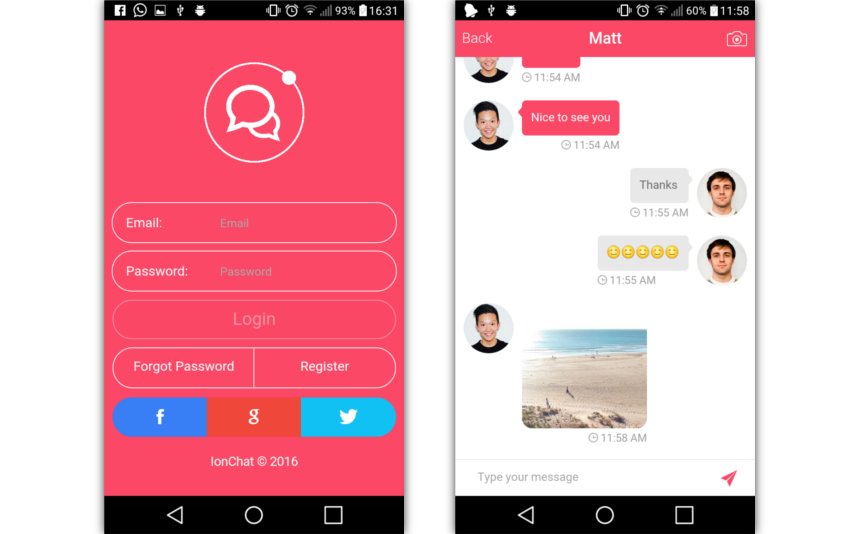 93% 16:31
Email: Email
Password: Password
Login
Forgot Password Register
f g
IonChat © 2016
60% 11:58
Back Matt
11:54 AM
Nice to see you
11:54 AM
Thanks
11:55 AM
😊😊😊😊😊
11:55 AM
11:58 AM
Type your message